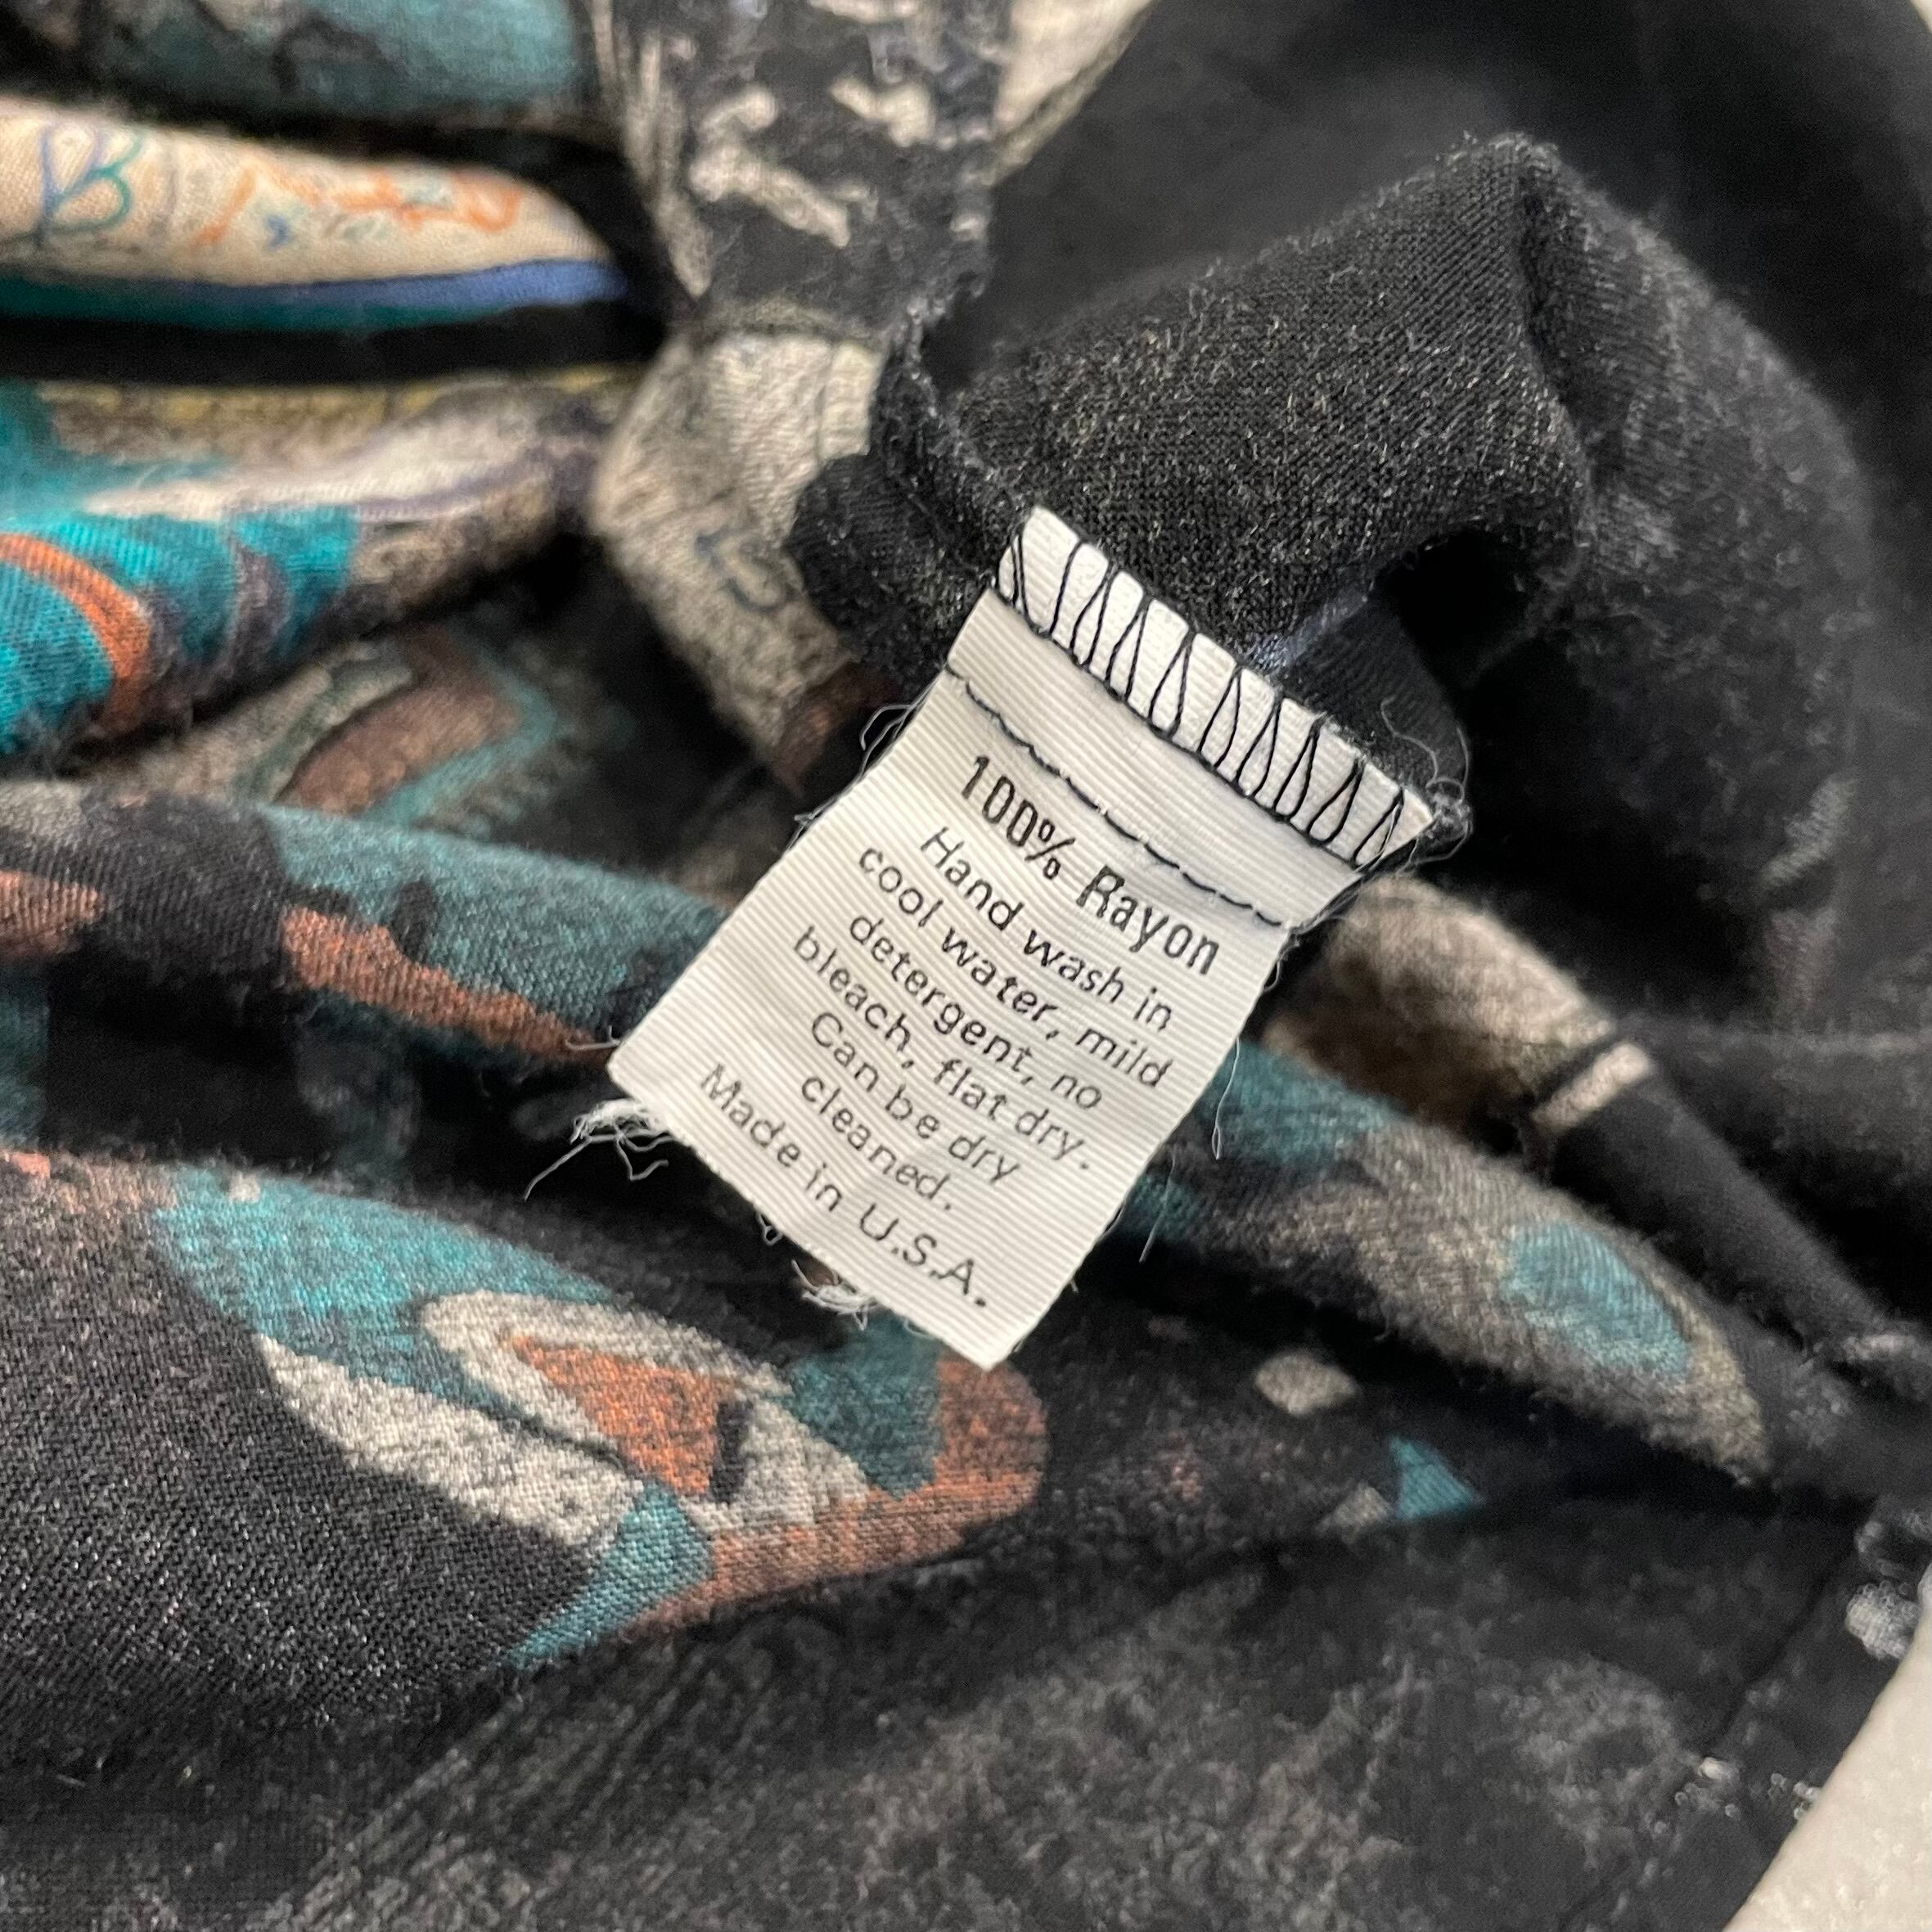 100% Rayon
Hand wash in
cool water, mild
detergent, no
bleach, flat dry.
Can be dry
cleaned.
Made in U.S.A.